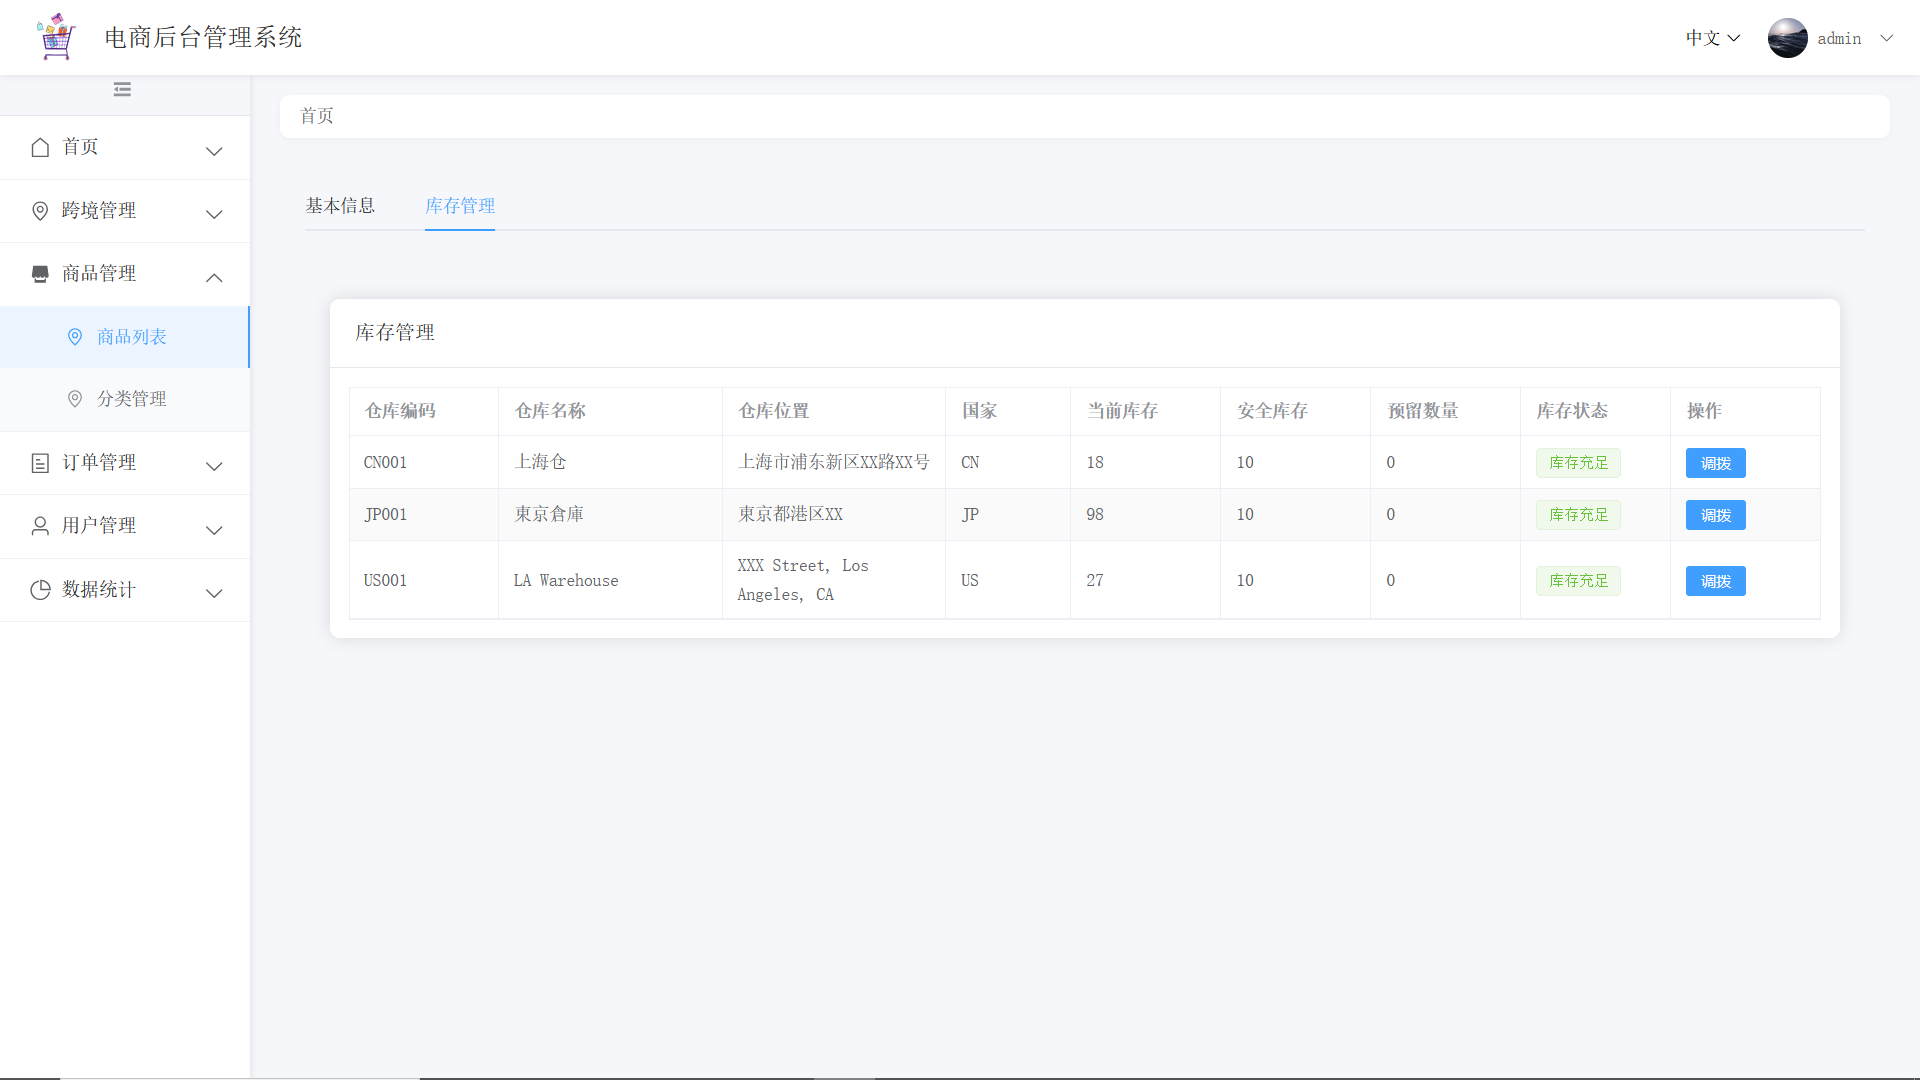 电商后台管理系统
中文
admin
首页
首页
跨境管理
商品管理
商品列表
分类管理
订单管理
用户管理
数据统计
基本信息 库存管理
库存管理
仓库编码 仓库名称 仓库位置 国家 当前库存 安全库存 预留数量 库存状态 操作
CN001 上海仓 上海市浦东新区XX路XX号 CN 18 10 0 库存充足 调拨
JP001 東京倉庫 東京都港区XX JP 98 10 0 库存充足 调拨
US001 LA Warehouse XXX Street, Los
Angeles, CA US 27 10 0 库存充足 调拨